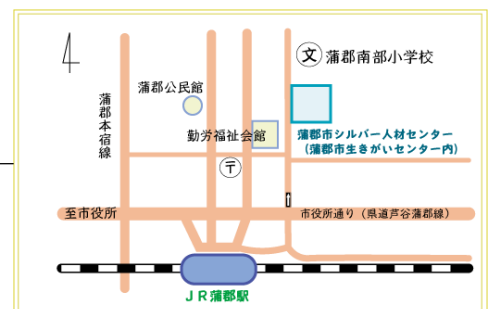 文 蒲郡南部小学校
蒲郡公民館
蒲郡本宿線
勤労福祉会館
蒲郡市シルバー人材センター
（蒲郡市生きがいセンター内）
〒
至市役所
市役所通り（県道芦谷蒲郡線）
ＪＲ蒲郡駅